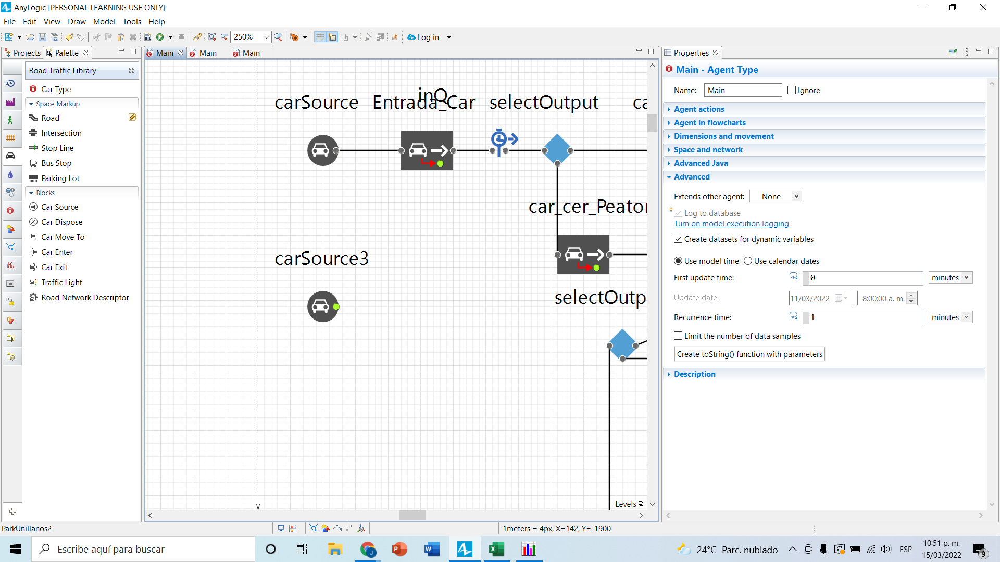 AnyLogic [PERSONAL LEARNING USE ONLY]
File Edit View Draw Model Tools Help
250% Log in
Projects Palette Main Main Main Properties
Road Traffic Library
Car Type
Space Markup
Road
Intersection
Stop Line
Bus Stop
Parking Lot
Blocks
Car Source
Car Dispose
Car Move To
Car Enter
Car Exit
Traffic Light
Road Network Descriptor
inQ
carSource Entrada_Car selectOutput
car_cer_Peato
carSource3
selectOutp
Levels
Main - Agent Type
Name: Main Ignore
Agent actions
Agent in flowcharts
Dimensions and movement
Space and network
Advanced Java
Advanced
Extends other agent: None
Log to database
Turn on model execution logging
Create datasets for dynamic variables
Use model time Use calendar dates
First update time: 0 minutes
Update date: 11/03/2022 8:00:00 a. m.
Recurrence time: 1 minutes
Limit the number of data samples
Create toString() function with parameters
Description
ParkUnillanos2 1meters = 4px, X=142, Y=-1900
Escribe aquí para buscar
24°C Parc. nublado ESP
10:51 p. m.
15/03/2022
9